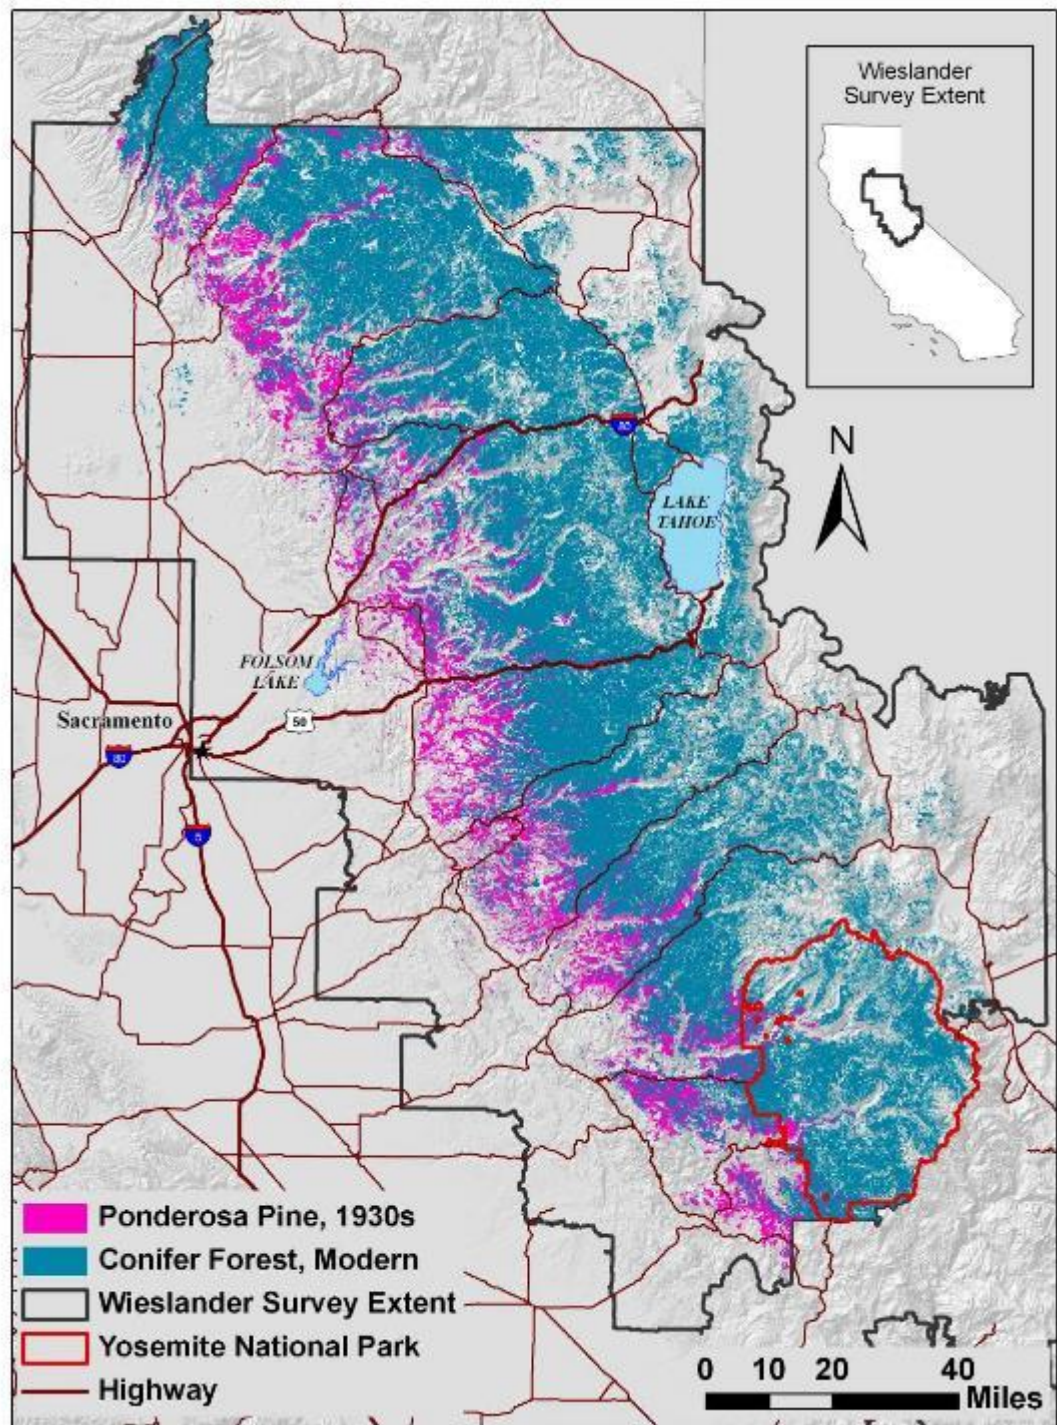 Wieslander
Survey Extent
N
80
LAKE
TAHOE
FOLSOM
LAKE
Sacramento
50
80
5
Ponderosa Pine, 1930s
Conifer Forest, Modern
Wieslander Survey Extent
Yosemite National Park
Highway
0 10 20 40
Miles